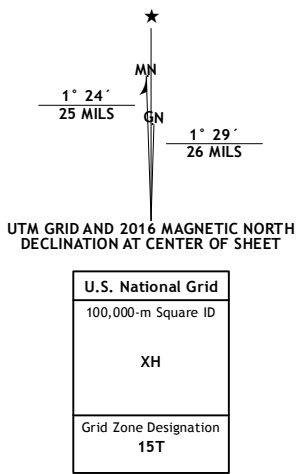 ★
MN
1° 24´
25 MILS
GN
1° 29´
26 MILS
UTM GRID AND 2016 MAGNETIC NORTH
DECLINATION AT CENTER OF SHEET
U.S. National Grid
100,000-m Square ID
XH
Grid Zone Designation
15T